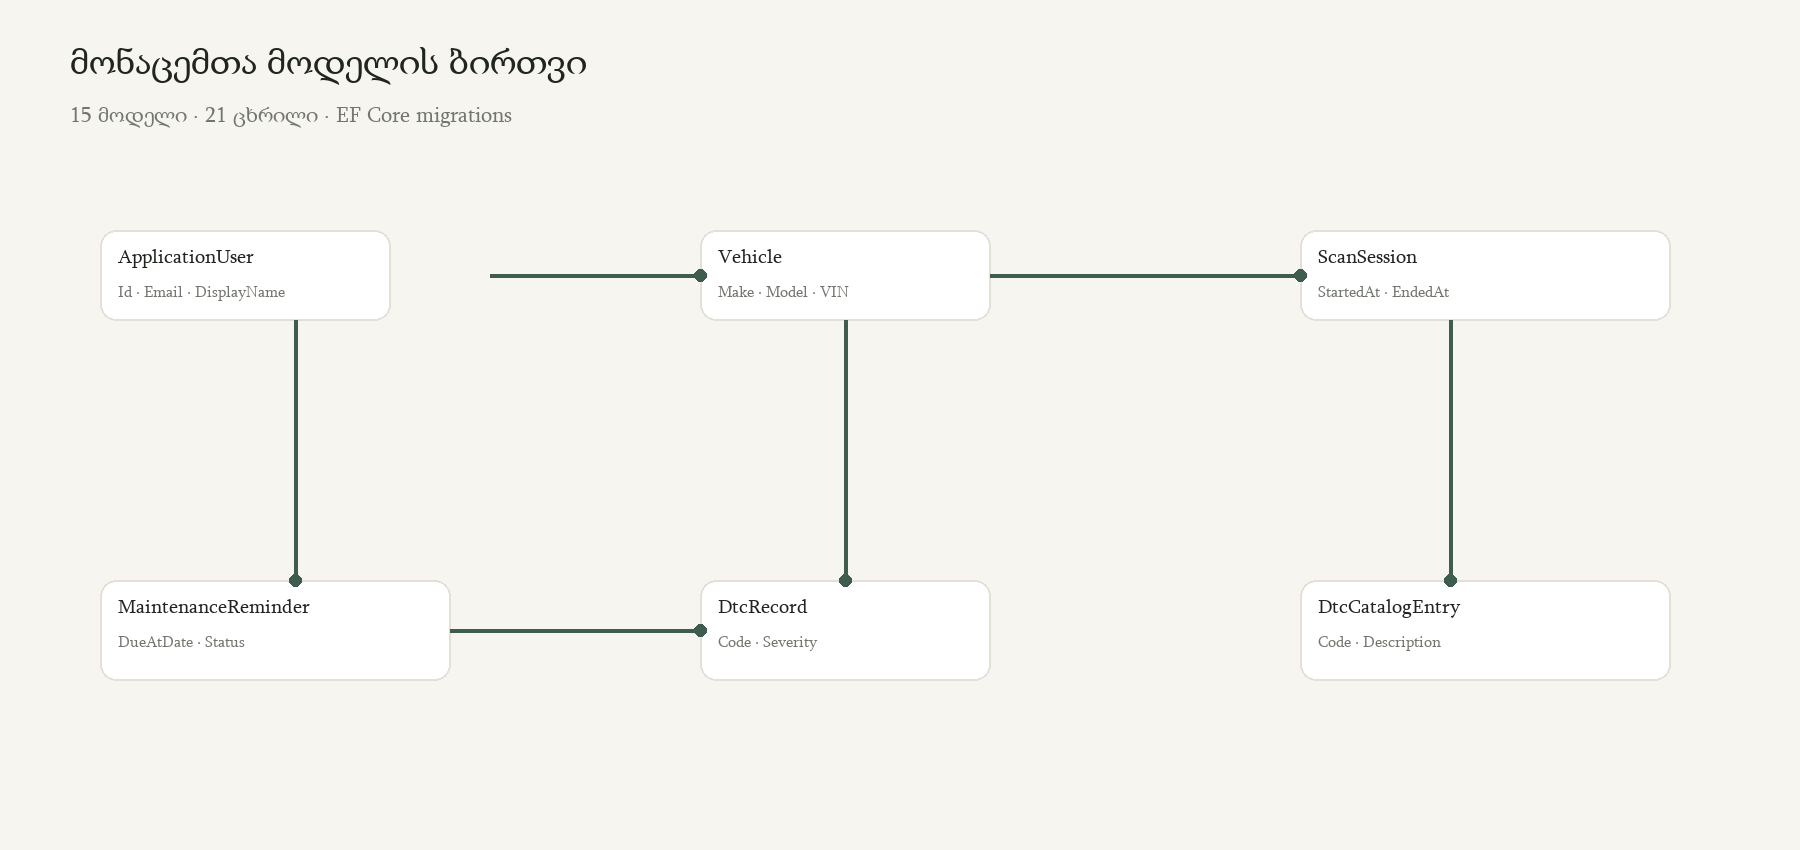 მონაცემთა მოდელის ბირთვი
15 მოდელი · 21 ცხრილი · EF Core migrations
ApplicationUser
Id · Email · DisplayName
Vehicle
Make · Model · VIN
ScanSession
StartedAt · EndedAt
MaintenanceReminder
DueAtDate · Status
DtcRecord
Code · Severity
DtcCatalogEntry
Code · Description